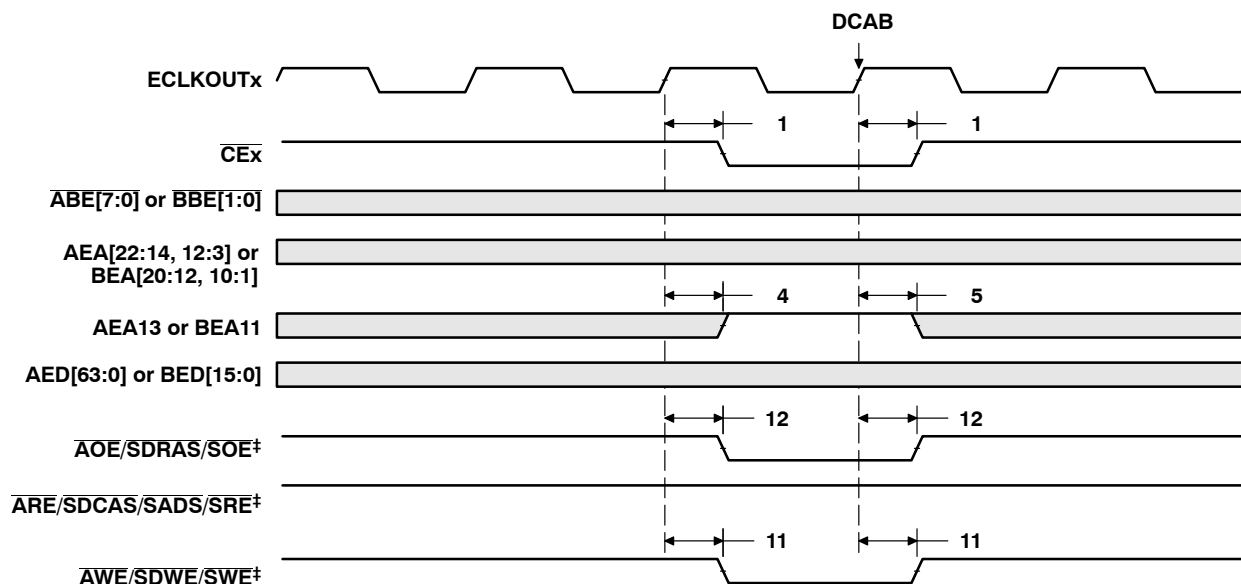 DCAB
ECLKOUTx
1 1
CEx
ABE[7:0] or BBE[1:0]
AEA[22:14, 12:3] or
BEA[20:12, 10:1]
4 5
AEA13 or BEA11
AED[63:0] or BED[15:0]
12 12
AOE/SDRAS/SOE‡
ARE/SDCAS/SADS/SRE‡
11 11
AWE/SDWE/SWE‡